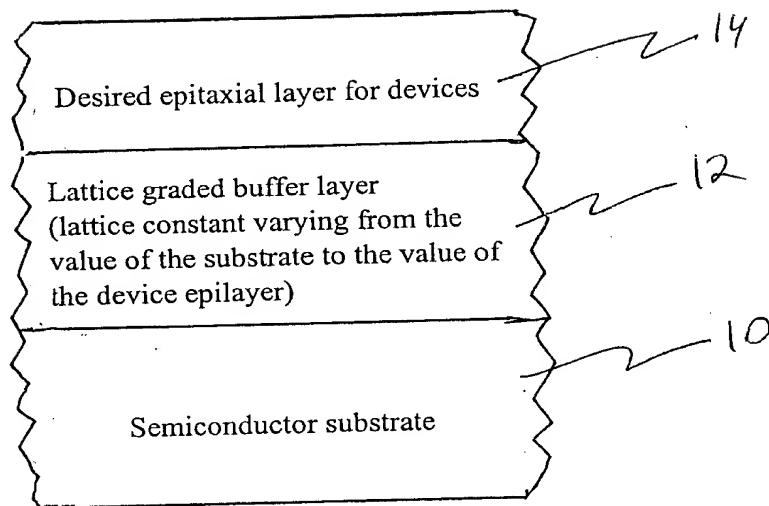 14
Desired epitaxial layer for devices
12
Lattice graded buffer layer
(lattice constant varying from the
value of the substrate to the value of
the device epilayer)
10
Semiconductor substrate